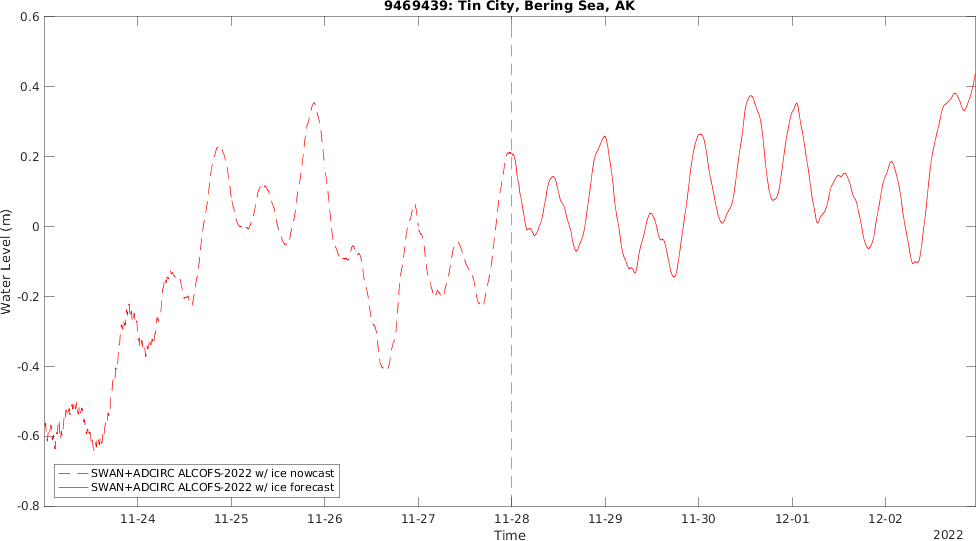 9469439: Tin City, Bering Sea, AK
0.6
0.4
0.2
0
-0.2
-0.4
-0.6
-0.8
Water Level (m)
SWAN+ADCIRC ALCOFS-2022 w/ ice nowcast
SWAN+ADCIRC ALCOFS-2022 w/ ice forecast
11-24 11-25 11-26 11-27 11-28 11-29 11-30 12-01 12-02
Time
2022